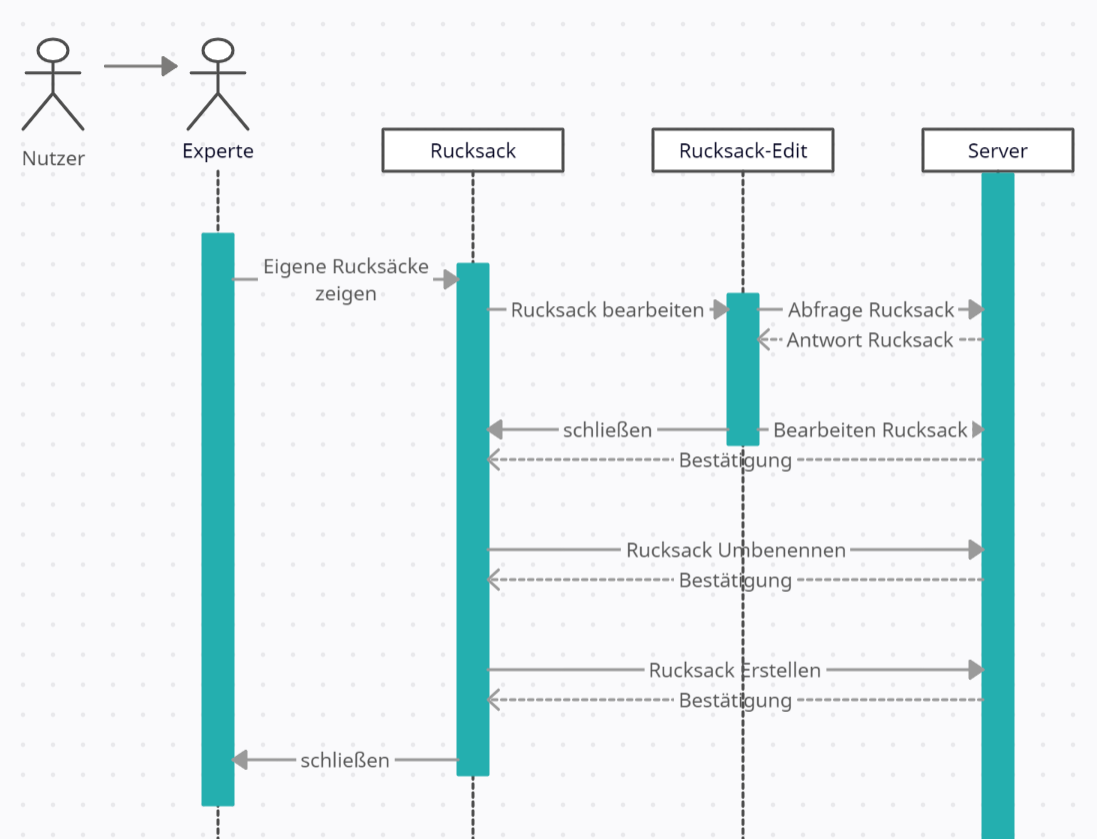 Nutzer
Experte
Rucksack
Rucksack-Edit
Server
Eigene Rucksäcke
zeigen
Rucksack bearbeiten
Abfrage Rucksack
Antwort Rucksack
schließen
Bearbeiten Rucksack
Bestätigung
Rucksack Umbenennen
Bestätigung
Rucksack Erstellen
Bestätigung
schließen